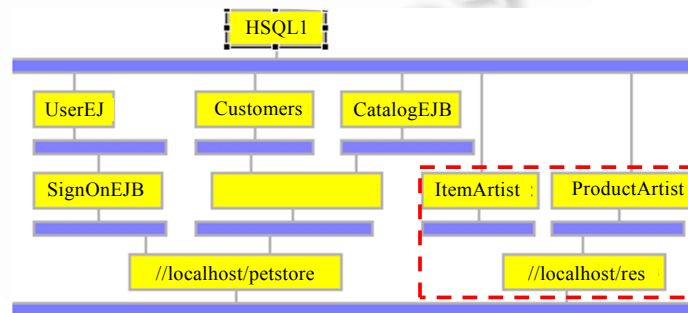 HSQL1
UserEJ
Customers
CatalogEJB
SignOnEJB
ItemArtist :
ProductArtist
//localhost/petstore
//localhost/res